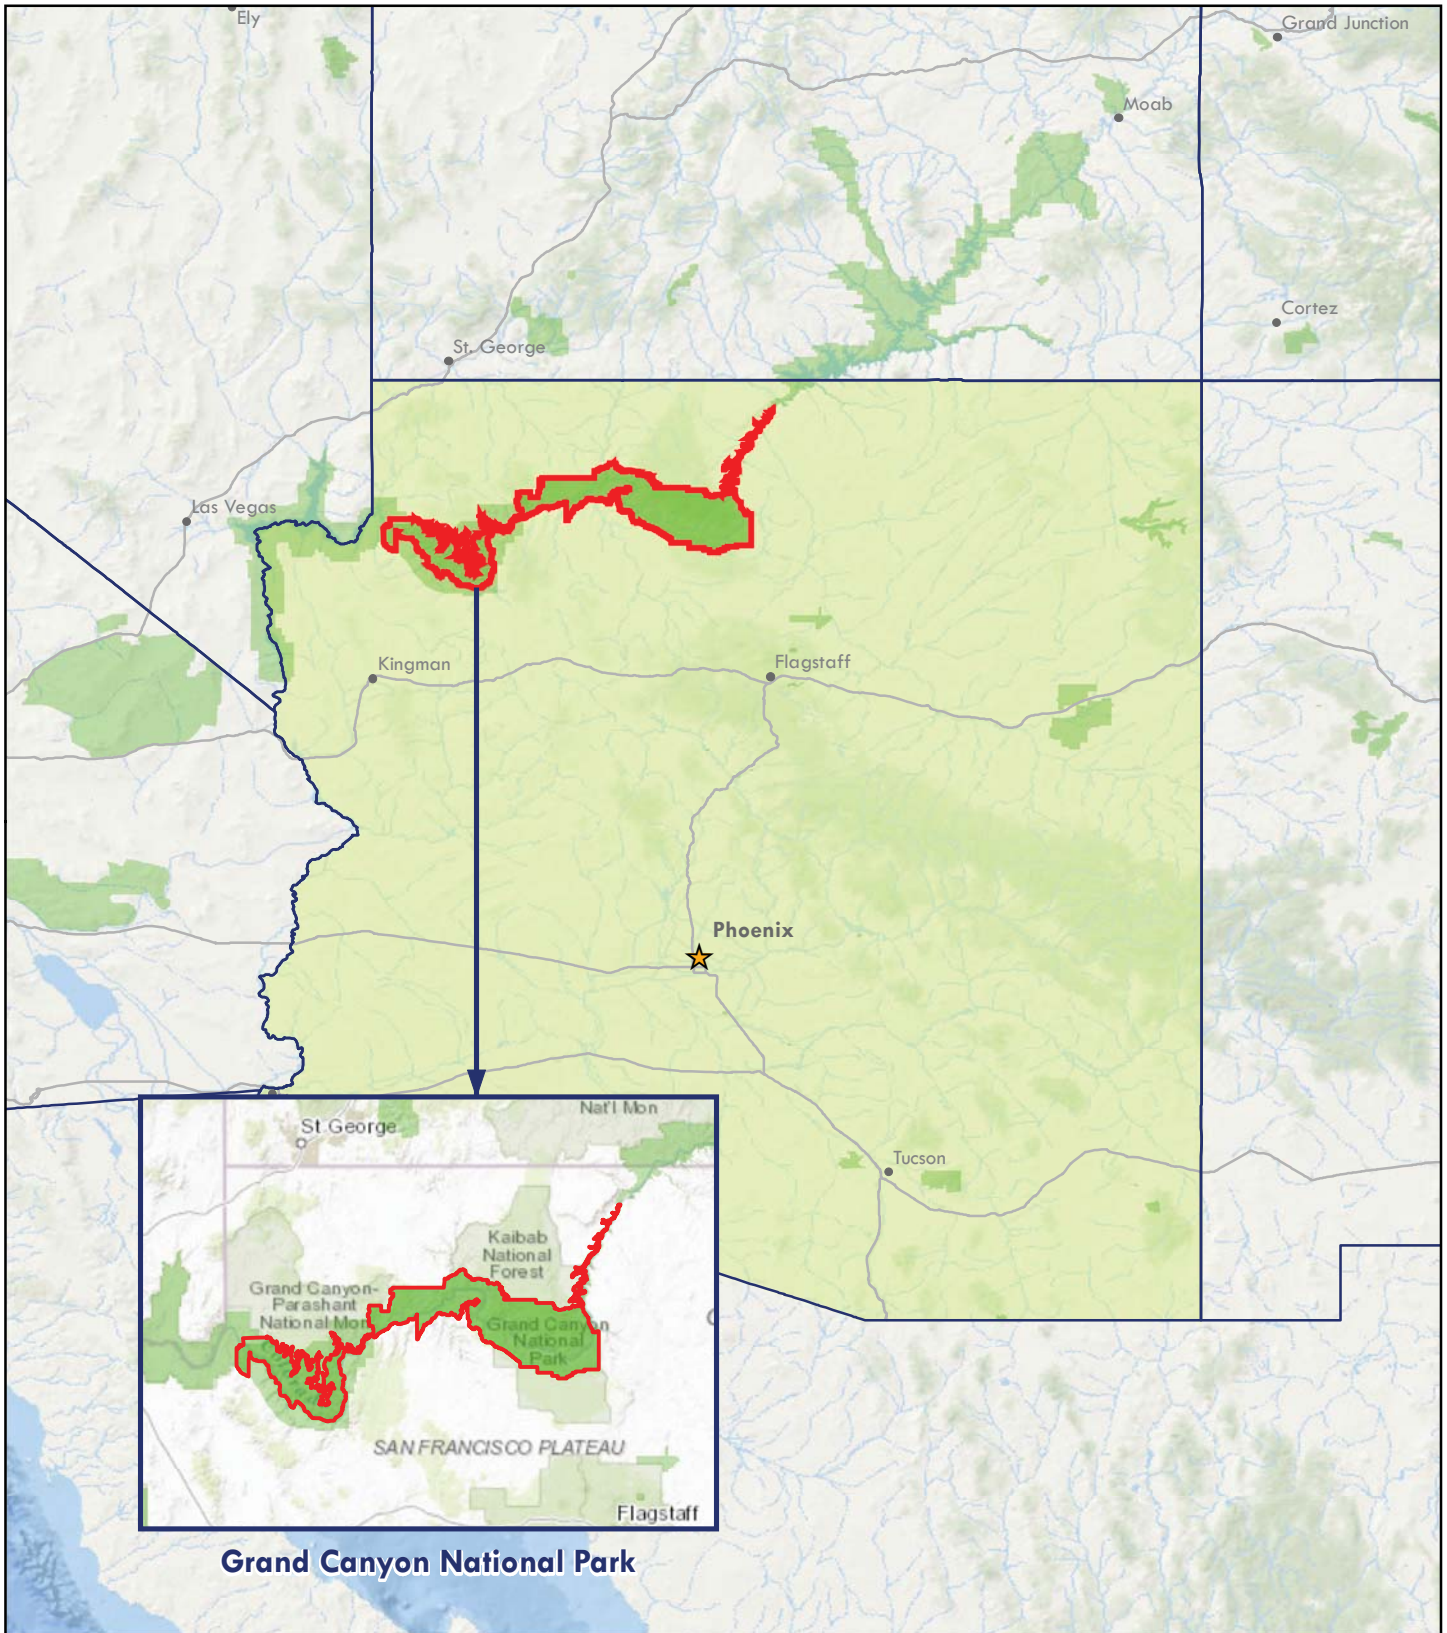 Ely
Grand Junction
Moab
Cortez
St. George
Las Vegas
Kingman
Flagstaff
Phoenix
Tucson
Nat'l Mon
St George
Kaibab
National
Forest
Grand Canyon-
Parashant
National Mon
Grand Canyon
National
Park
SAN FRANCISCO PLATEAU
Flagstaff
Grand Canyon National Park